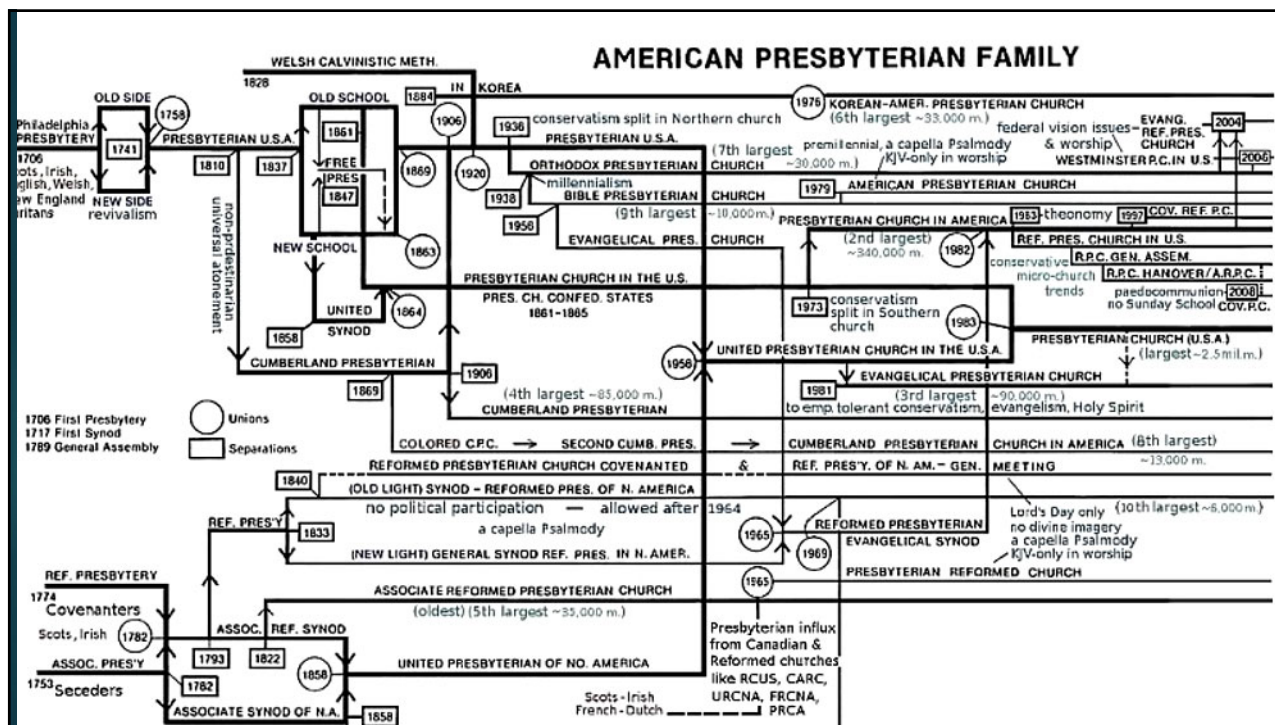 AMERICAN PRESBYTERIAN FAMILY
WELSH CALVINISTIC METH.
1828
IN KOREA
1884
1976
KOREAN-AMER. PRESBYTERIAN CHURCH
(6th largest ~33,000 m.)
OLD SIDE
1758
Philadelphia
PRESBYTERY
1741
1706
NEW SIDE
revivalism
PRESBYTERIAN U.S.A.
1810
1837
OLD SCHOOL
1861
FREE
PRES
1847
NEW SCHOOL
1869
1863
1906
1920
1936
conservatism split in Northern church
PRESBYTERIAN U.S.A.
federal vision issues
& worship
EVANG.
REF. PRES.
CHURCH
2004
WESTMINSTER P.C. IN U.S.
2006
ORTHODOX PRESBYTERIAN CHURCH
(7th largest
~30,000 m.)
premillennial, a capella Psalmody
KJV-only in worship
millennialism
1938
BIBLE PRESBYTERIAN CHURCH
(9th largest ~10,000m.)
1979
AMERICAN PRESBYTERIAN CHURCH
1956
EVANGELICAL PRES. CHURCH
PRESBYTERIAN CHURCH IN AMERICA
(2nd largest)
~340,000 m.
1982
1983
theonomy
1997
COV. REF. P.C.
REF. PRES. CHURCH IN U.S.
R.P.C. GEN. ASSEM.
R.P.C. HANOVER/A.R.P.C.
conservative
micro-church
trends
paedocommunion
no Sunday School
2008
COV.P.C.
non-predestinarian
universal atonement
PRESBYTERIAN CHURCH IN THE U.S.
PRES. CH. CONFED. STATES
1861-1865
UNITED
SYNOD
1858
1864
1973
conservatism
split in Southern
church
1983
PRESBYTERIAN CHURCH (U.S.A.)
(largest ~2.5mil.m.)
CUMBERLAND PRESBYTERIAN
1869
1906
1958
UNITED PRESBYTERIAN CHURCH IN THE U.S.A.
1981
EVANGELICAL PRESBYTERIAN CHURCH
(3rd largest ~90,000 m.)
to emp. tolerant conservatism, evangelism, Holy Spirit
(4th largest ~85,000 m.)
CUMBERLAND PRESBYTERIAN
1706 First Presbytery
1717 First Synod
1789 General Assembly
Unions
Separations
COLORED C.P.C.
SECOND CUMB. PRES.
CUMBERLAND PRESBYTERIAN CHURCH IN AMERICA (8th largest)
~13,000 m.
REFORMED PRESBYTERIAN CHURCH COVENANTED & REF. PRES'Y. OF N. AM. – GEN. MEETING
1840
(OLD LIGHT) SYNOD – REFORMED PRES. OF N. AMERICA
no political participation — allowed after 1964
a capella Psalmody
REF. PRES'Y
1833
(NEW LIGHT) GENERAL SYNOD REF. PRES. IN N. AMER.
1965
REFORMED PRESBYTERIAN
EVANGELICAL SYNOD
1969
Lord's Day only
no divine imagery
a capella Psalmody
KJV-only in worship
(10th largest ~6,000m.)
1965
PRESBYTERIAN REFORMED CHURCH
REF. PRESBYTERY
1774
Covenanters
Scots, Irish
1782
ASSOC. PRES'Y
1753
Seceders
1782
ASSOC. REF. SYNOD
1793
1822
ASSOCIATE REFORMED PRESBYTERIAN CHURCH
(oldest) (5th largest ~35,000 m.)
1858
UNITED PRESBYTERIAN OF NO. AMERICA
ASSOCIATE SYNOD OF N.A.
1858
Presbyterian influx
from Canadian &
Reformed churches
like RCUS, CARC,
URCNA, FRCNA,
PRCA
Scots-Irish
French-Dutch